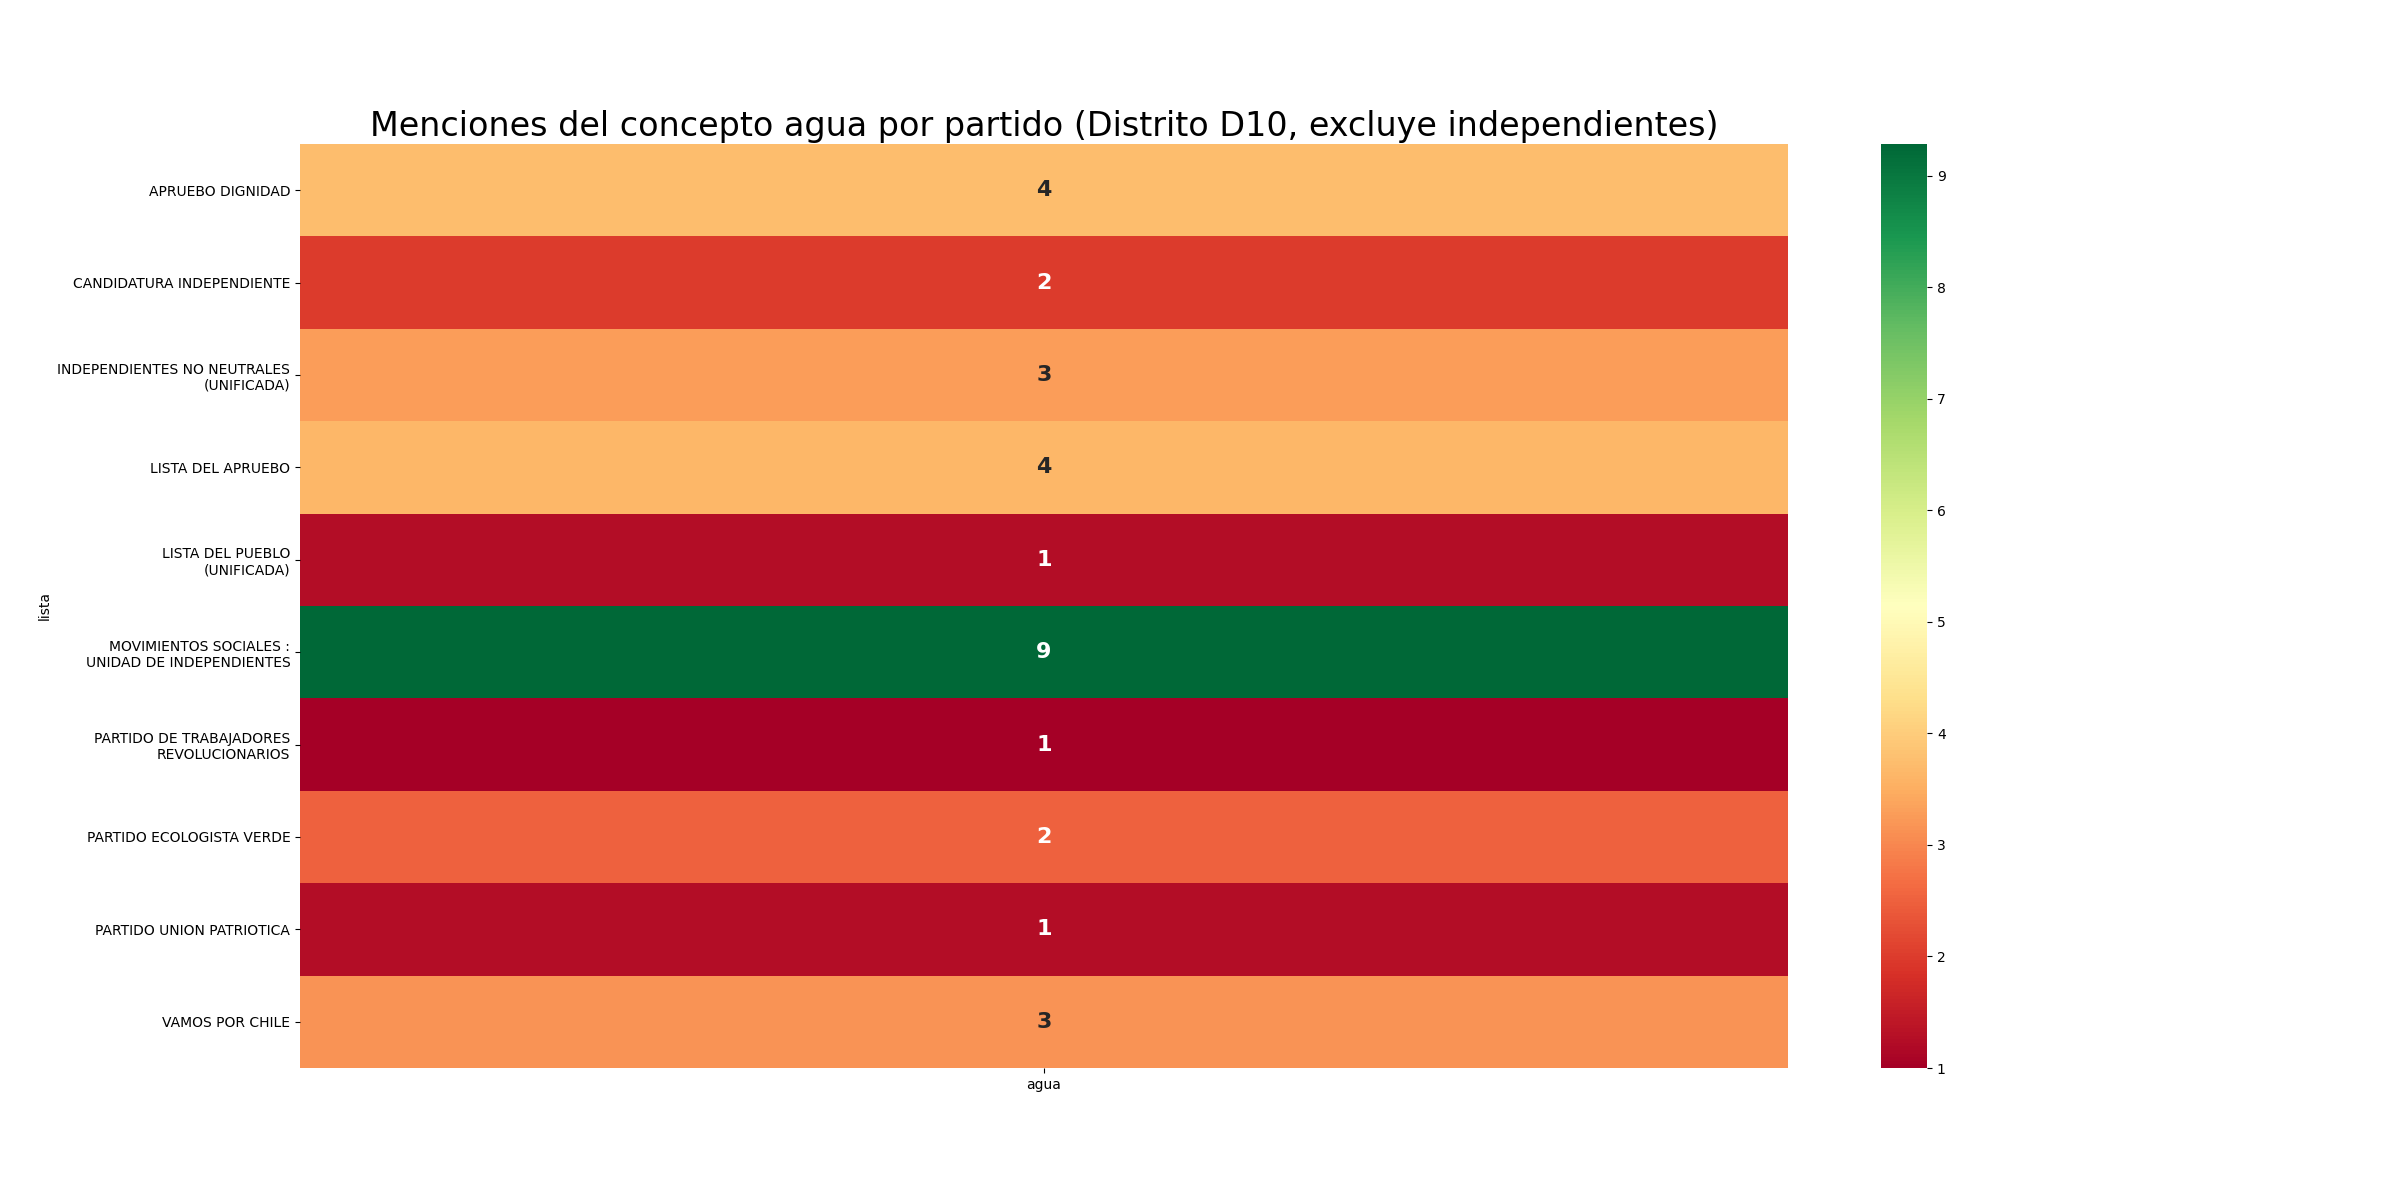 Menciones del concepto agua por partido (Distrito D10, excluye independientes)
lista
APRUEBO DIGNIDAD
4
CANDIDATURA INDEPENDIENTE
2
INDEPENDIENTES NO NEUTRALES
(UNIFICADA)
3
LISTA DEL APRUEBO
4
LISTA DEL PUEBLO
(UNIFICADA)
1
MOVIMIENTOS SOCIALES :
UNIDAD DE INDEPENDIENTES
9
PARTIDO DE TRABAJADORES
REVOLUCIONARIOS
1
PARTIDO ECOLOGISTA VERDE
2
PARTIDO UNION PATRIOTICA
1
VAMOS POR CHILE
3
agua
9
8
7
6
5
4
3
2
1